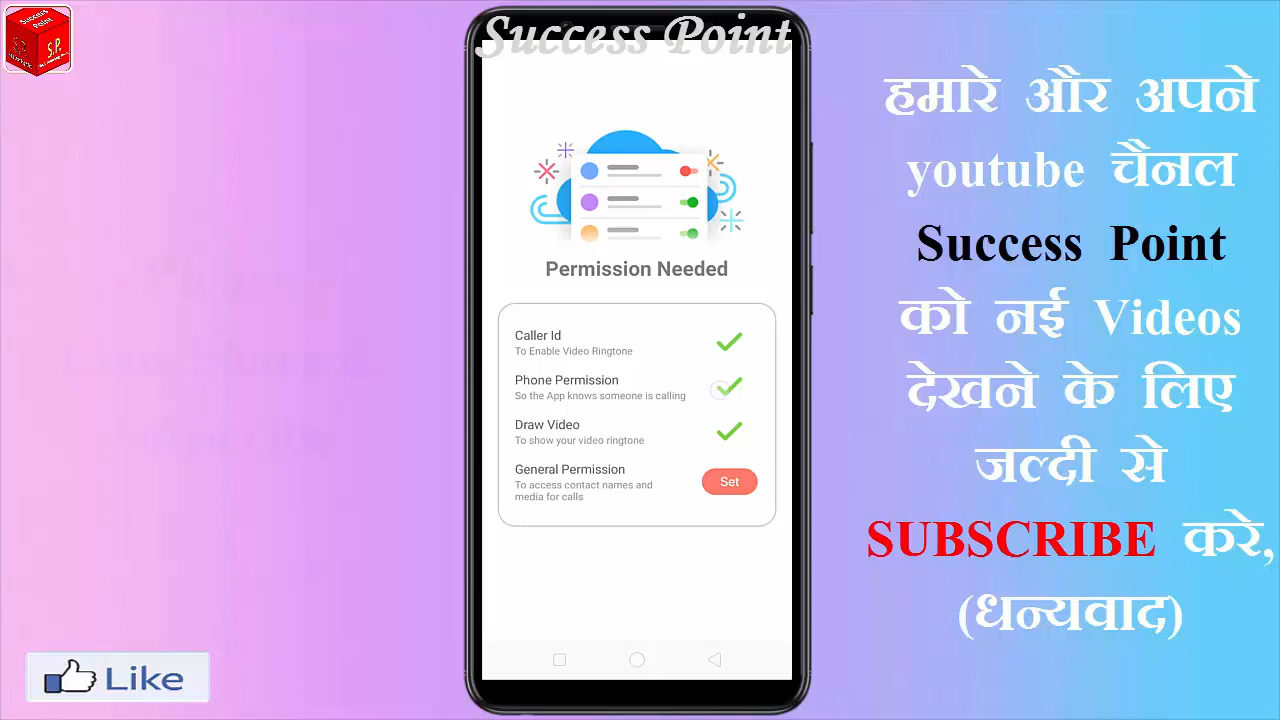 Success
Point
S.P.
Success Point
Permission Needed
Caller Id
To Enable Video Ringtone
Phone Permission
So the App knows someone is calling
Draw Video
To show your video ringtone
General Permission
To access contact names and
media for calls
Set
Like
हमारे और अपने
youtube चैनल
Success Point
को नई Videos
देखने के लिए
जल्दी से
SUBSCRIBE करे,
(धन्यवाद)